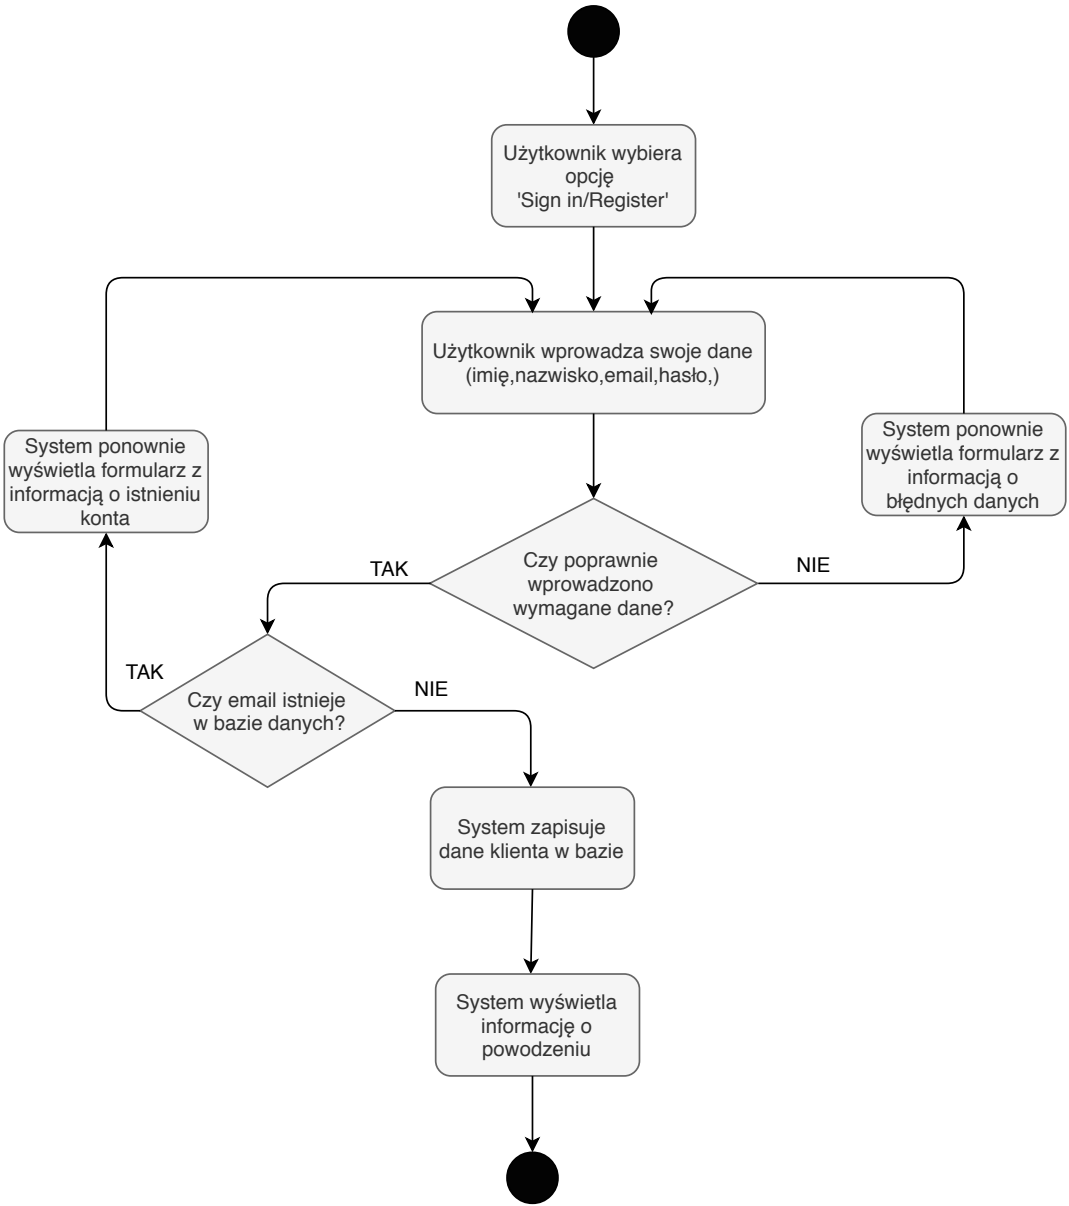 Użytkownik wybiera
opcję
'Sign in/Register'
Użytkownik wprowadza swoje dane
(imię,nazwisko,email,hasło,)
System ponownie
wyświetla formularz z
informacją o istnieniu
konta
System ponownie
wyświetla formularz z
informacją o
błędnych danych
Czy poprawnie
wprowadzono
wymagane dane?
TAK
NIE
Czy email istnieje
w bazie danych?
TAK
NIE
System zapisuje
dane klienta w bazie
System wyświetla
informację o
powodzeniu